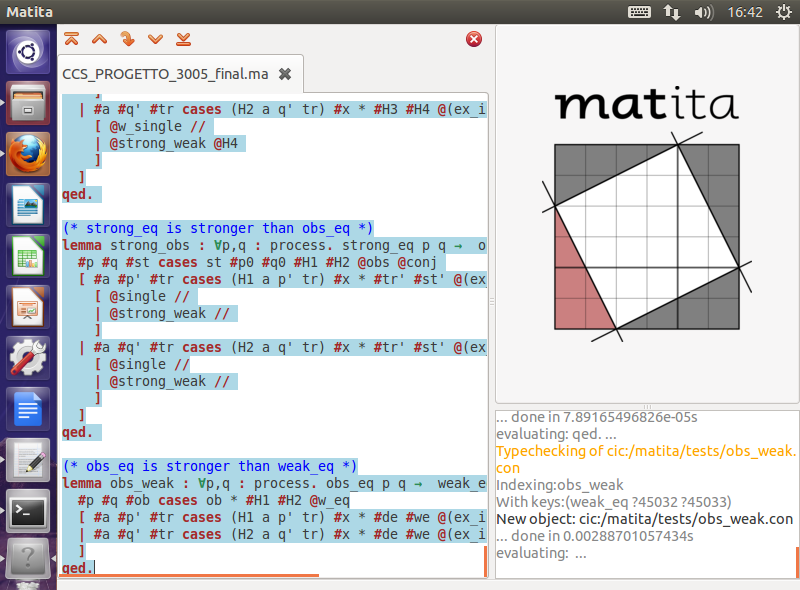 Matita
16:42
CCS_PROGETTO_3005_final.ma
]
| #a #q' #tr cases (H2 a q' tr) #x * #H3 #H4 @(ex_i
[ @w_single //
| @strong_weak @H4
]
]
qed.
(* strong_eq is stronger than obs_eq *)
lemma strong_obs : ∀p,q : process. strong_eq p q → o
#p #q #st cases st #p0 #q0 #H1 #H2 @obs @conj
[ #a #p' #tr cases (H1 a p' tr) #x * #tr' #st' @(ex
[ @single //
| @strong_weak //
]
| #a #q' #tr cases (H2 a q' tr) #x * #tr' #st' @(ex
[ @single //
| @strong_weak //
]
]
qed.
(* obs_eq is stronger than weak_eq *)
lemma obs_weak : ∀p,q : process. obs_eq p q → weak_e
#p #q #ob cases ob * #H1 #H2 @w_eq
[ #a #p' #tr cases (H1 a p' tr) #x * #de #we @(ex_i
| #a #q' #tr cases (H2 a q' tr) #x * #de #we @(ex_i
]
qed.
matita
... done in 7.89165496826e-05s
evaluating: qed. ...
Typechecking of cic:/matita/tests/obs_weak.
con
Indexing:obs_weak
With keys:(weak_eq ?45032 ?45033)
New object: cic:/matita/tests/obs_weak.con
... done in 0.00288701057434s
evaluating: ...